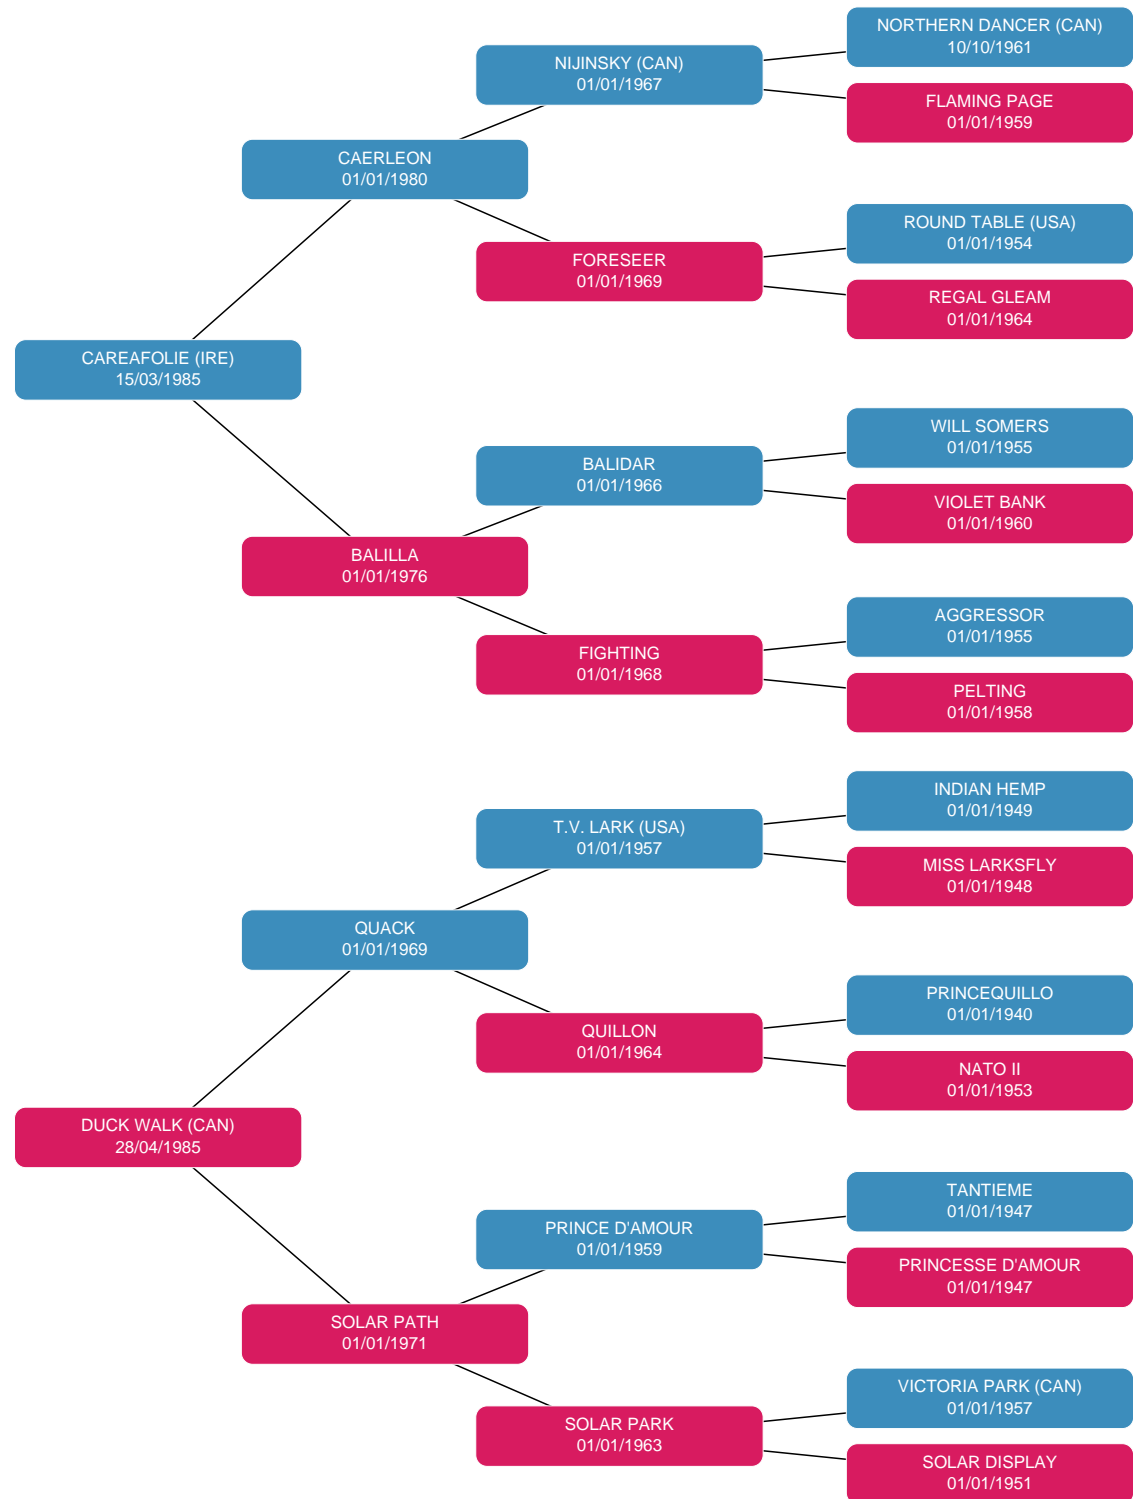 NORTHERN DANCER (CAN)
10/10/1961
NIJINSKY (CAN)
01/01/1967
FLAMING PAGE
01/01/1959
CAERLEON
01/01/1980
ROUND TABLE (USA)
01/01/1954
FORESEER
01/01/1969
REGAL GLEAM
01/01/1964
CAREAFOLIE (IRE)
15/03/1985
WILL SOMERS
01/01/1955
BALIDAR
01/01/1966
VIOLET BANK
01/01/1960
BALILLA
01/01/1976
AGGRESSOR
01/01/1955
FIGHTING
01/01/1968
PELTING
01/01/1958
INDIAN HEMP
01/01/1949
T.V. LARK (USA)
01/01/1957
MISS LARKSFLY
01/01/1948
QUACK
01/01/1969
PRINCEQUILLO
01/01/1940
QUILLON
01/01/1964
NATO II
01/01/1953
DUCK WALK (CAN)
28/04/1985
TANTIEME
01/01/1947
PRINCE D'AMOUR
01/01/1959
PRINCESSE D'AMOUR
01/01/1947
SOLAR PATH
01/01/1971
VICTORIA PARK (CAN)
01/01/1957
SOLAR PARK
01/01/1963
SOLAR DISPLAY
01/01/1951